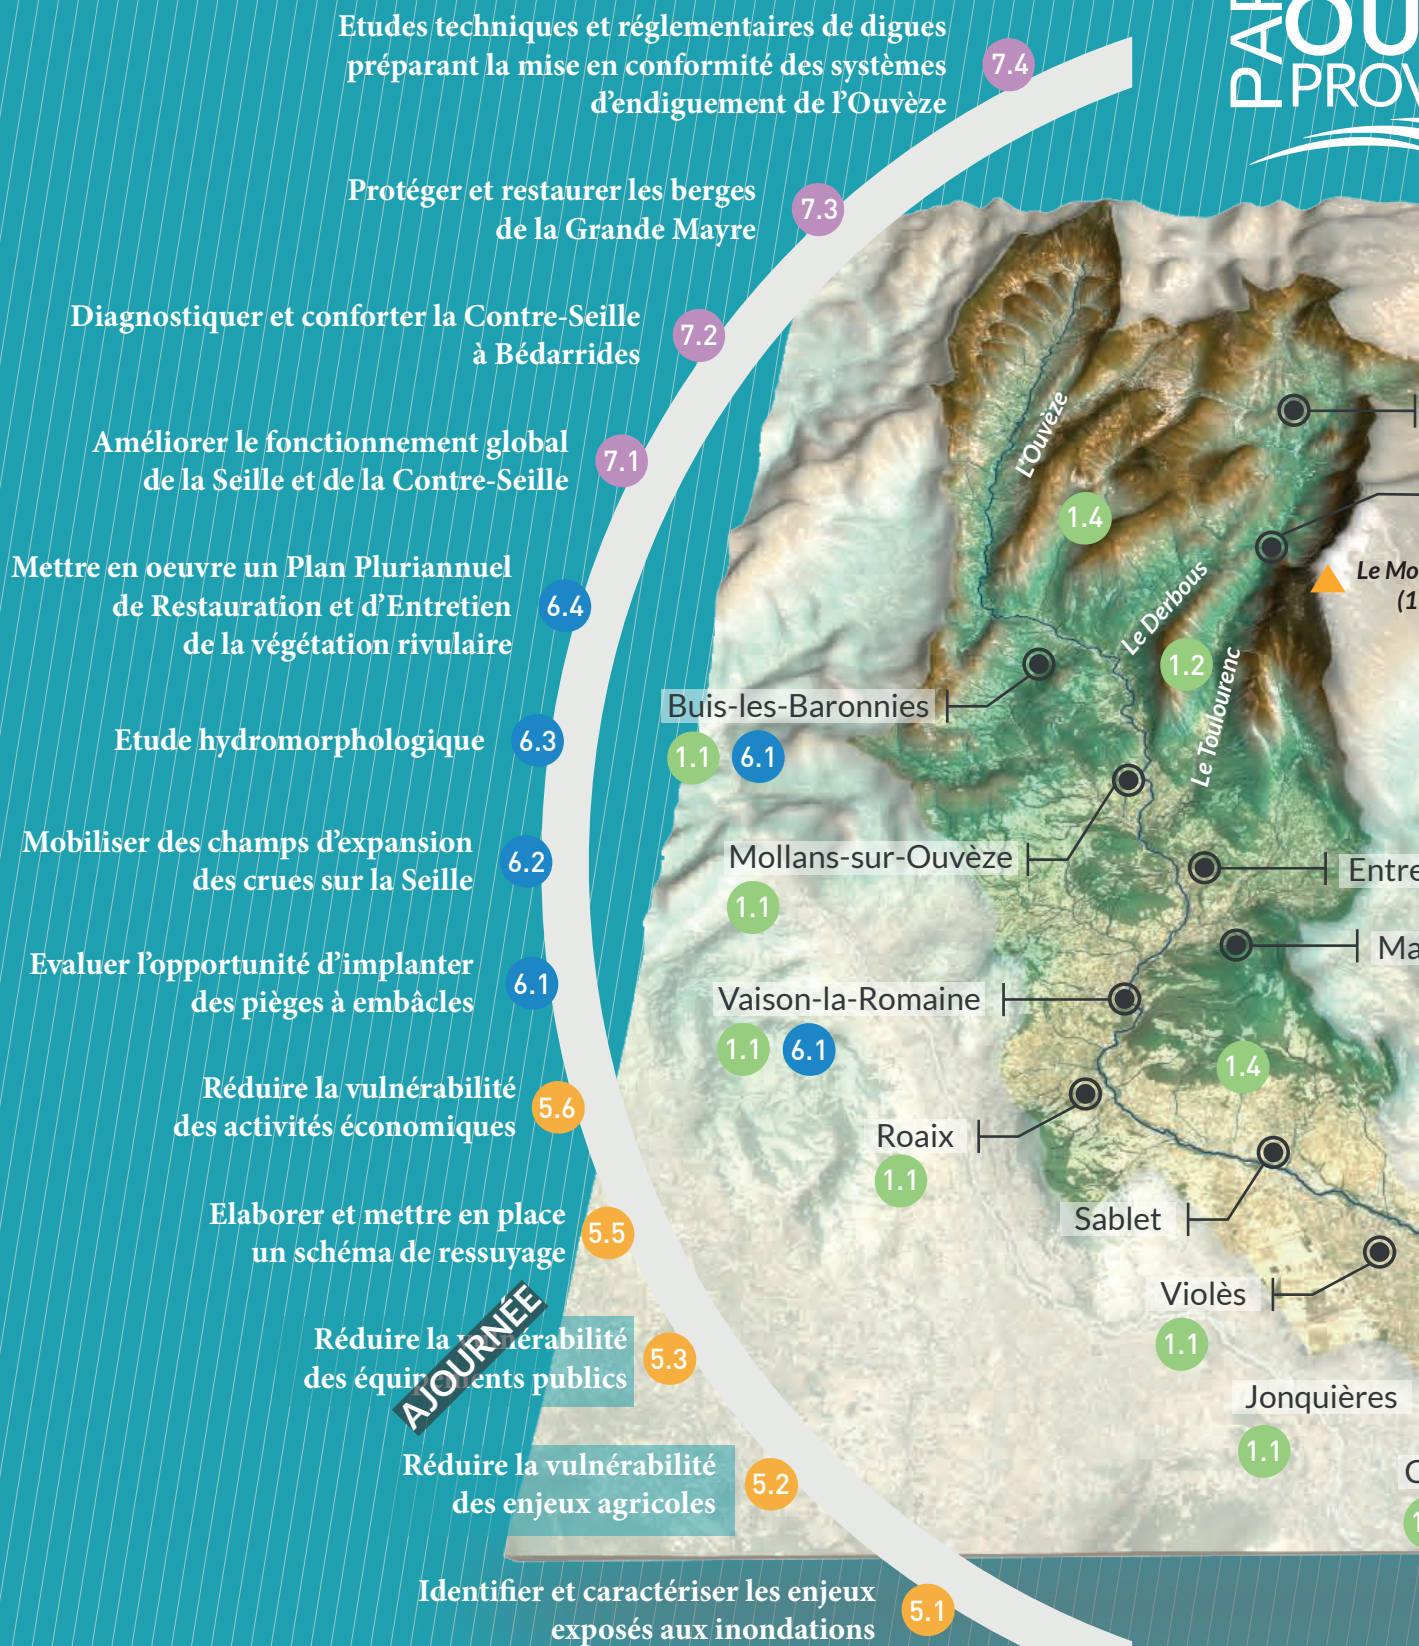 Etudes techniques et réglementaires de digues
préparant la mise en conformité des systèmes
d'endiguement de l'Ouvèze
7.4
Protéger et restaurer les berges
de la Grande Mayre
7.3
Diagnostiquer et conforter la Contre-Seille
à Bédarrides
7.2
Améliorer le fonctionnement global
de la Seille et de la Contre-Seille
7.1
Mettre en oeuvre un Plan Pluriannuel
de Restauration et d'Entretien
de la végétation rivulaire
6.4
Etude hydromorphologique
6.3
Mobiliser des champs d'expansion
des crues sur la Seille
6.2
Evaluer l'opportunité d'implanter
des pièges à embâcles
6.1
Réduire la vulnérabilité
des activités économiques
5.6
Elaborer et mettre en place
un schéma de ressuyage
5.5
AJOURNÉE
Réduire la vulnérabilité
des équipements publics
5.3
Réduire la vulnérabilité
des enjeux agricoles
5.2
Identifier et caractériser les enjeux
exposés aux inondations
5.1
L'Ouvèze
1.4
Le Derbous
1.2
Le Toulourenc
Le Mo
(1
Buis-les-Baronnies
1.1 6.1
Mollans-sur-Ouvèze
1.1
Entre
Ma
Vaison-la-Romaine
1.1 6.1
1.4
Roaix
1.1
Sablet
Violès
1.1
Jonquières
1.1